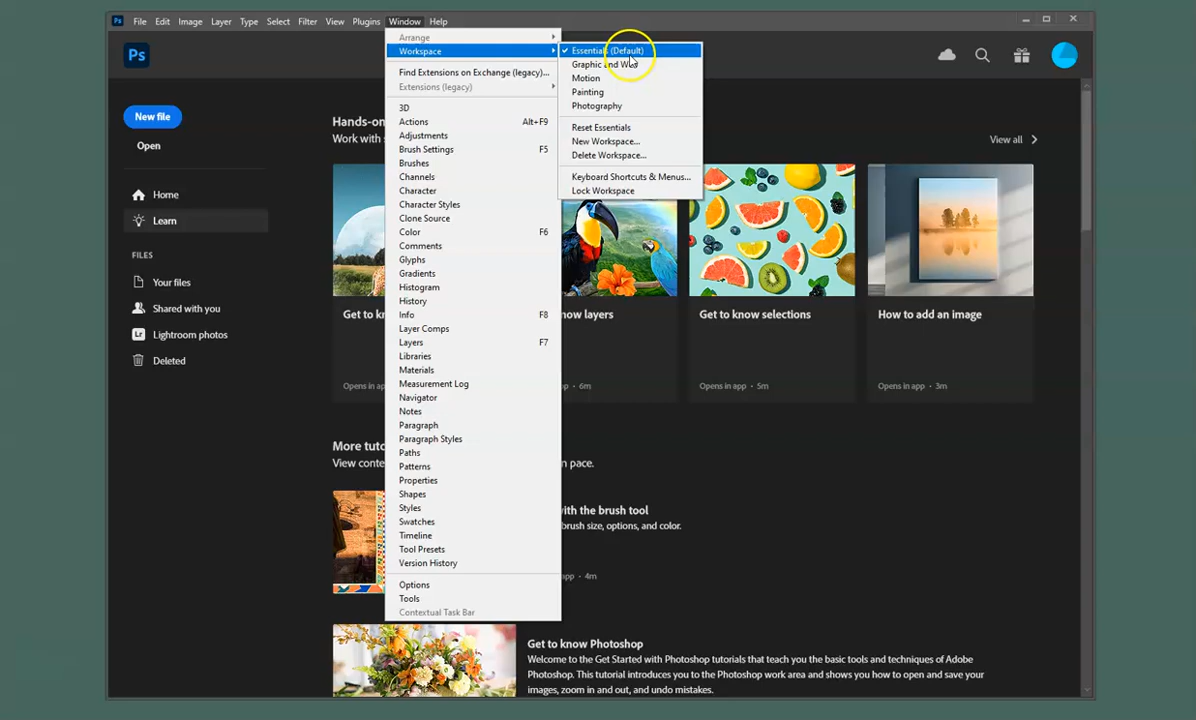 Ps File Edit Image Layer Type Select Filter View Plugins Window Help
Ps
New file
Open
Home
Learn
FILES
Your files
Shared with you
Lr Lightroom photos
Deleted
Arrange
Workspace
Find Extensions on Exchange (legacy)...
Extensions (legacy)
3D
Actions Alt+F9
Adjustments
Brush Settings F5
Brushes
Channels
Character
Character Styles
Clone Source
Color F6
Comments
Glyphs
Gradients
Histogram
History
Info F8
Layer Comps
Layers F7
Libraries
Materials
Measurement Log
Navigator
Notes
Paragraph
Paragraph Styles
Paths
Patterns
Properties
Shapes
Styles
Swatches
Timeline
Tool Presets
Version History
Options
Tools
Contextual Task Bar
Essentials (Default)
Graphic and Web
Motion
Painting
Photography
Reset Essentials
New Workspace...
Delete Workspace...
Keyboard Shortcuts & Menus...
Lock Workspace
Hands-on
Work with
View all
Get to k
now layers
Get to know selections
How to add an image
Opens in a
pp • 6m
Opens in app • 5m
Opens in app • 3m
More tuto
View conte
n pace.
with the brush tool
brush size, options, and color.
app • 4m
Get to know Photoshop
Welcome to the Get Started with Photoshop tutorials that teach you the basic tools and techniques of Adobe
Photoshop. This tutorial introduces you to the Photoshop work area and shows you how to open and save your
images, zoom in and out, and undo mistakes.